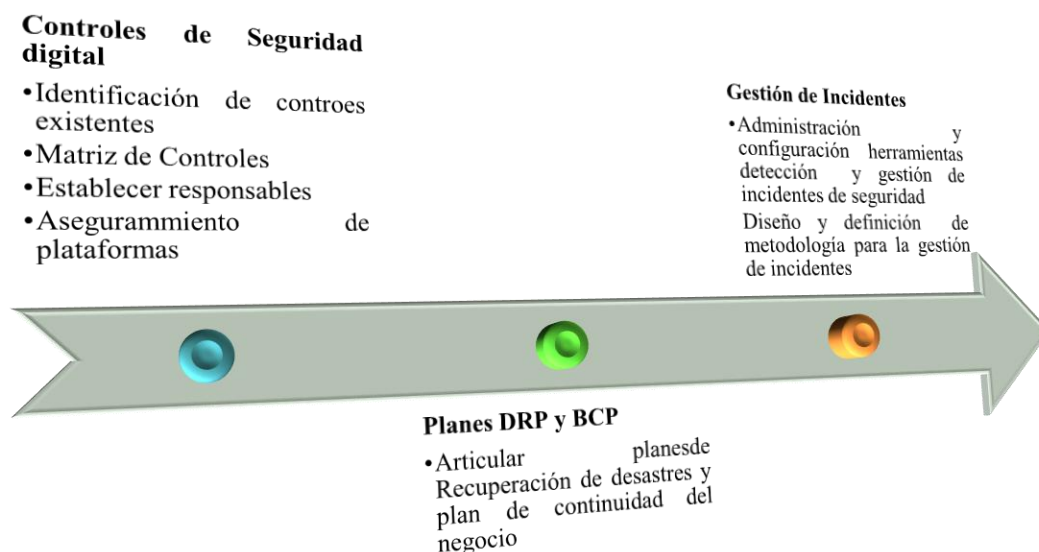 Controles de Seguridad
digital
•Identificación de controes
existentes
•Matriz de Controles
•Establecer responsables
•Asegurammiento de
plataformas
Planes DRP y BCP
•Articular planesde
Recuperación de desastres y
plan de continuidad del
negocio
Gestión de Incidentes
•Administración y
configuración herramientas
detección y gestión de
incidentes de seguridad
Diseño y definición de
metodología para la gestión
de incidentes